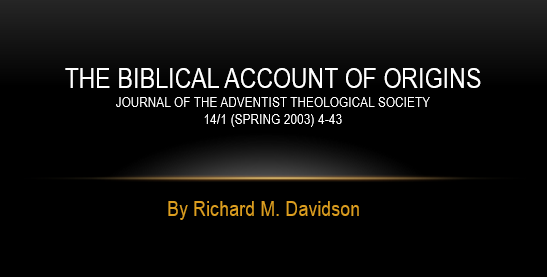 THE BIBLICAL ACCOUNT OF ORIGINS
JOURNAL OF THE ADVENTIST THEOLOGICAL SOCIETY
14/1 (SPRING 2003) 4-43
By Richard M. Davidson